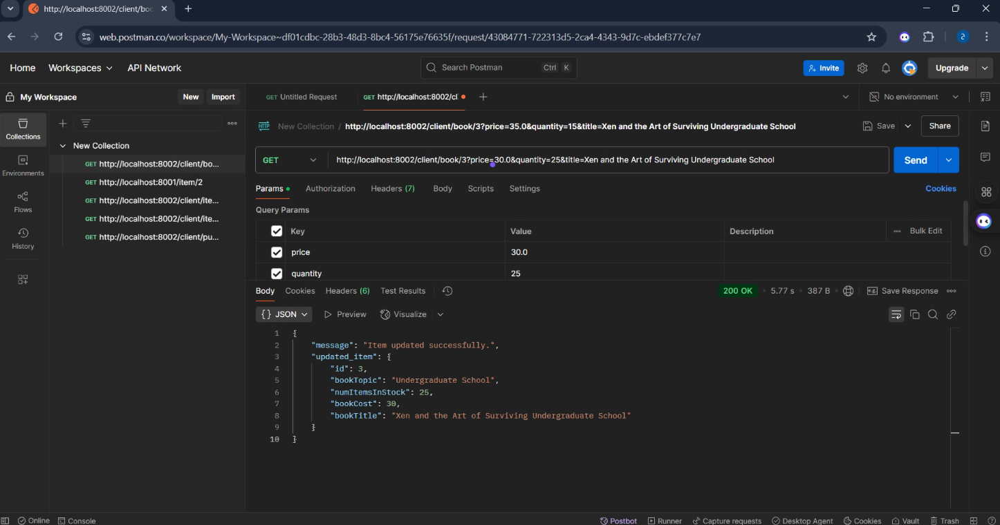 http://localhost:8002/client/boo
web.postman.co/workspace/My-Workspace~df01cdbc-28b3-48d3-8bc4-56175e76635f/request/43084771-722313d5-2ca4-4343-9d7c-ebdef377c7e7
2
Home Workspaces API Network Search Postman Ctrl K Invite Upgrade
My Workspace New Import GET Untitled Request GET http://localhost:8002/cl No environment
Collections
New Collection
HTTP New Collection / http://localhost:8002/client/book/3?price=35.0&quantity=15&title=Xen and the Art of Surviving Undergraduate School Save Share
GET http://localhost:8002/client/bo...
GET http://localhost:8001/item/2
GET http://localhost:8002/client/ite...
GET http://localhost:8002/client/ite...
GET http://localhost:8002/client/pu...
Environments
Flows
History
GET http://localhost:8002/client/book/3?price=30.0&quantity=25&title=Xen and the Art of Surviving Undergraduate School Send
Params Authorization Headers (7) Body Scripts Settings Cookies
Query Params
Key Value Description Bulk Edit
price 30.0
quantity 25
Body Cookies Headers (6) Test Results 200 OK 5.77 s 387 B e.g. Save Response
{} JSON Preview Visualize
1 {
2 "message": "Item updated successfully.",
3 "updated_item": {
4 "id": 3,
5 "bookTopic": "Undergraduate School",
6 "numItemsInStock": 25,
7 "bookCost": 30,
8 "bookTitle": "Xen and the Art of Surviving Undergraduate School"
9 }
10 }
Online Console Postbot Runner Capture requests Desktop Agent Cookies Vault Trash